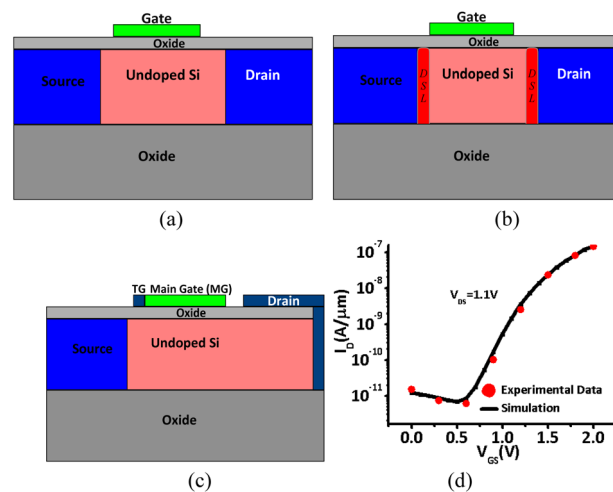 Gate
Oxide
Source
Undoped Si
Drain
Oxide
(a)
Gate
Oxide
Source
DSL
Undoped Si
DSL
Drain
Oxide
(b)
TG Main Gate (MG)
Drain
Oxide
Source
Undoped Si
Oxide
(c)
I_D(A/μm)
10^-7
10^-8
10^-9
10^-10
10^-11
V_DS=1.1V
Experimental Data
Simulation
0.0 0.5 1.0 1.5 2.0
V_GS(V)
(d)